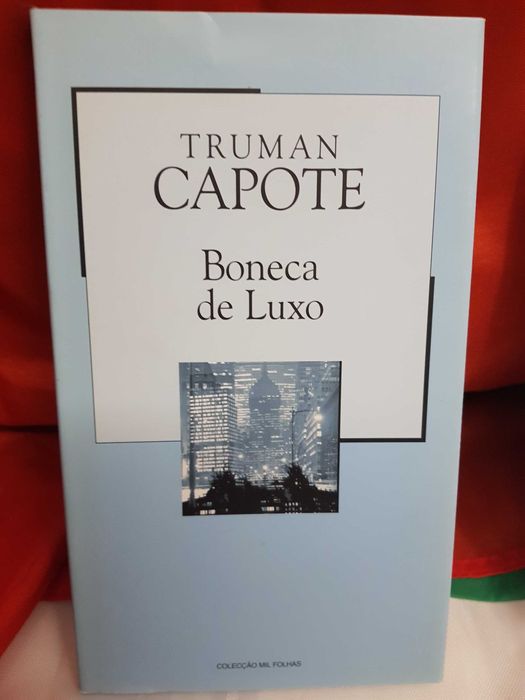 TRUMAN
CAPOTE
Boneca
de Luxo
COLECÇÃO MIL FOLHAS